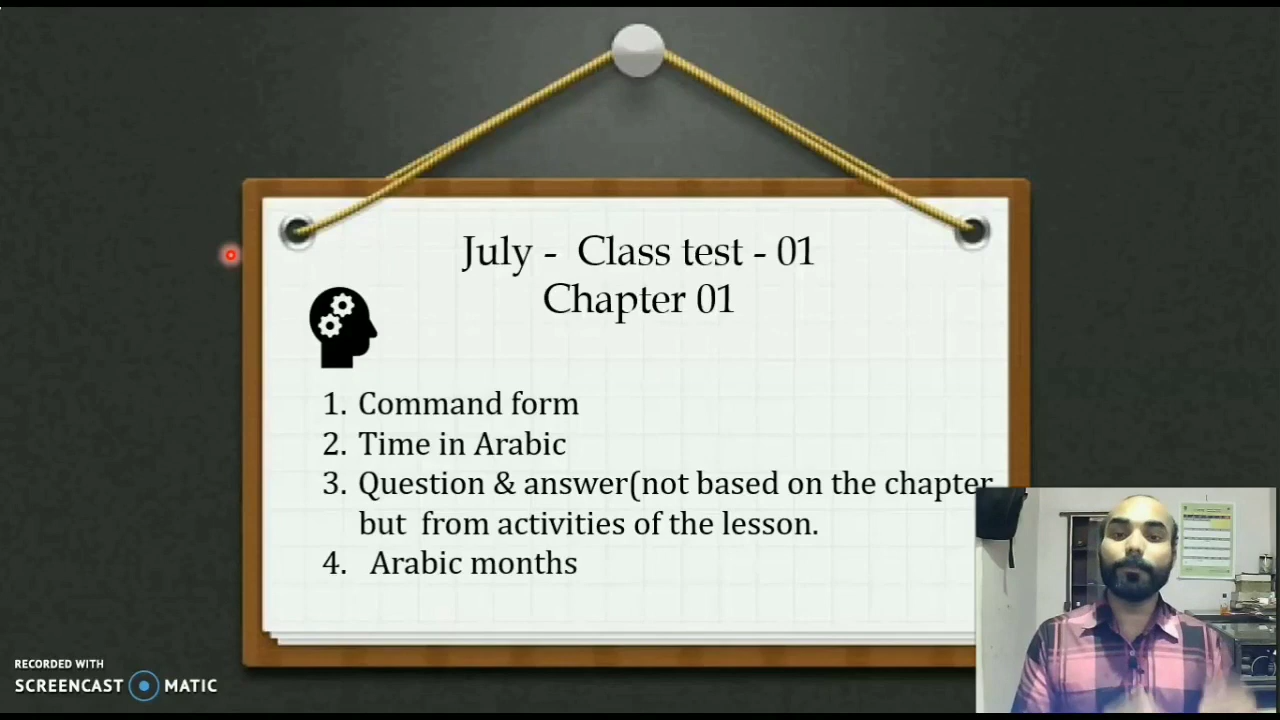 July - Class test - 01
Chapter 01
1. Command form
2. Time in Arabic
3. Question & answer(not based on the chapter
but from activities of the lesson.
4. Arabic months
RECORDED WITH
SCREENCAST MATIC